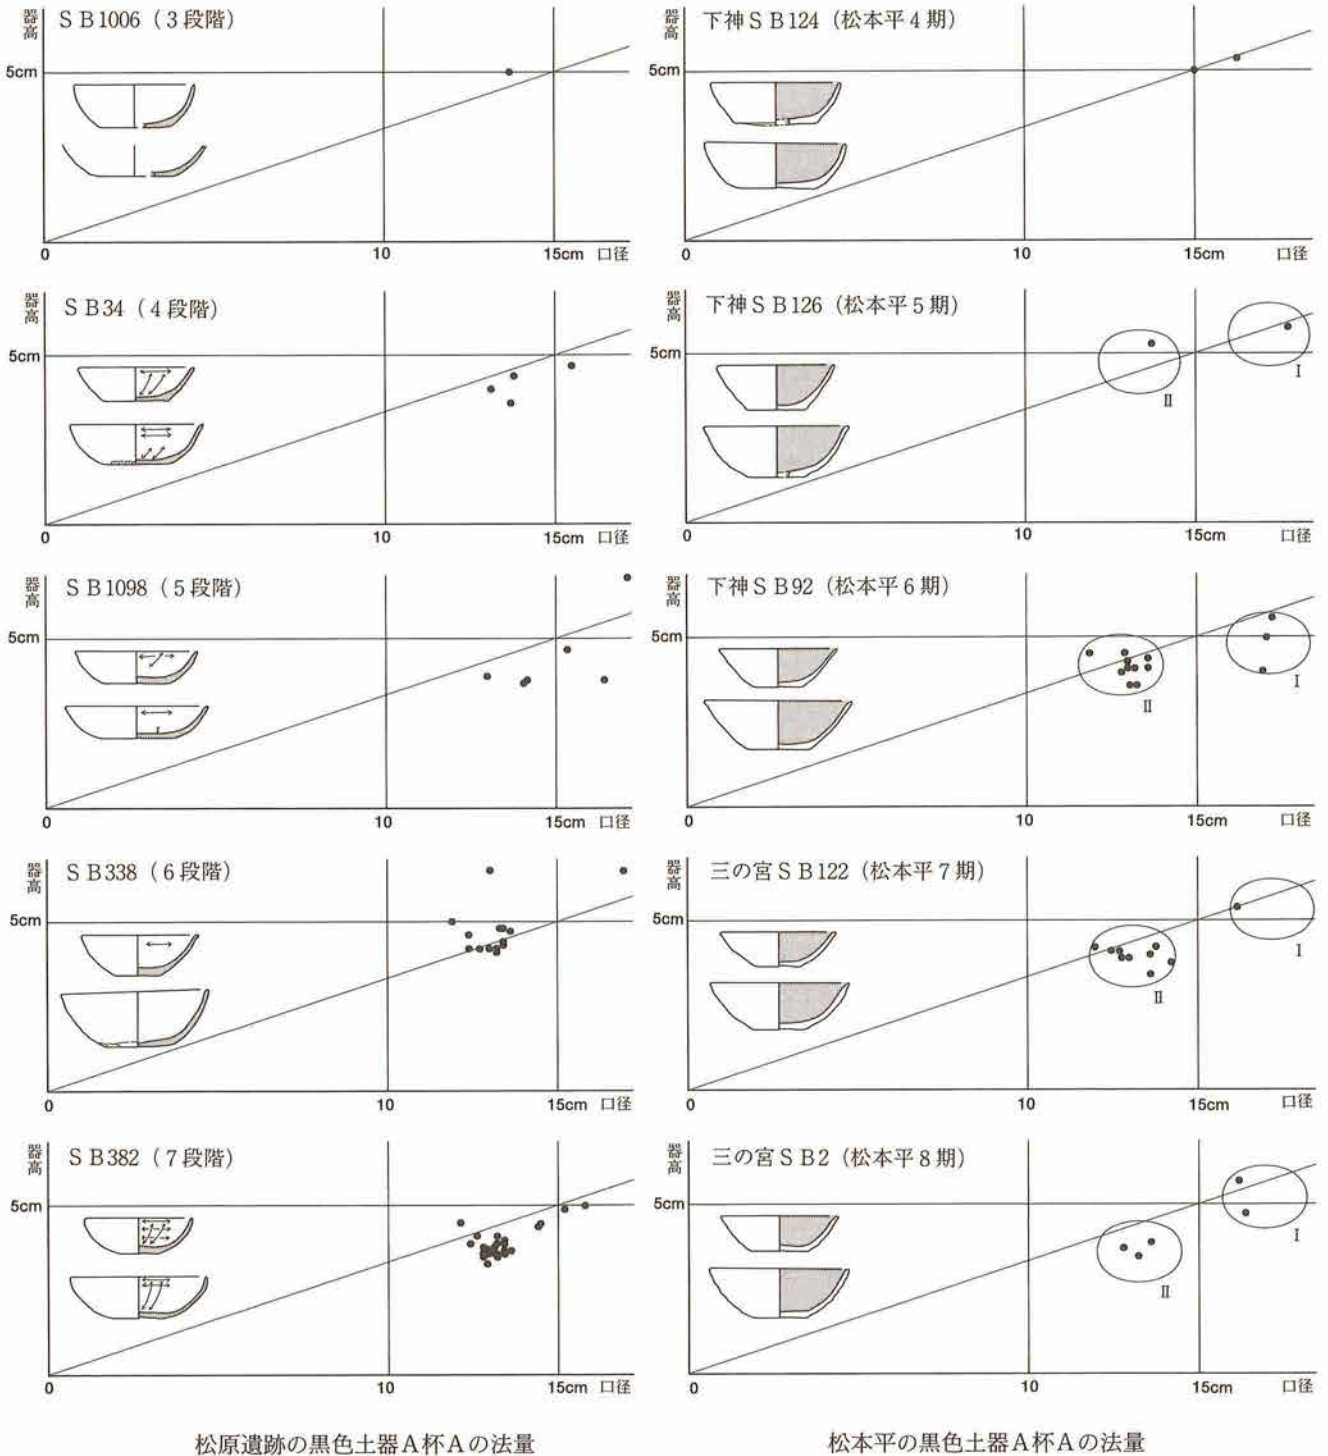 器高
SB1006（3段階）
5cm
0
10
15cm
口径
器高
SB34（4段階）
5cm
0
10
15cm
口径
器高
SB1098（5段階）
5cm
0
10
15cm
口径
器高
SB338（6段階）
5cm
0
10
15cm
口径
器高
SB382（7段階）
5cm
0
10
15cm
口径
松原遺跡の黒色土器A杯Aの法量
器高
下神SB124（松本平4期）
5cm
0
10
15cm
口径
器高
下神SB126（松本平5期）
5cm
Ⅰ
Ⅱ
0
10
15cm
口径
器高
下神SB92（松本平6期）
5cm
Ⅰ
Ⅱ
0
10
15cm
口径
器高
三の宮SB122（松本平7期）
5cm
Ⅰ
Ⅱ
0
10
15cm
口径
器高
三の宮SB2（松本平8期）
5cm
Ⅰ
Ⅱ
0
10
15cm
口径
松本平の黒色土器A杯Aの法量